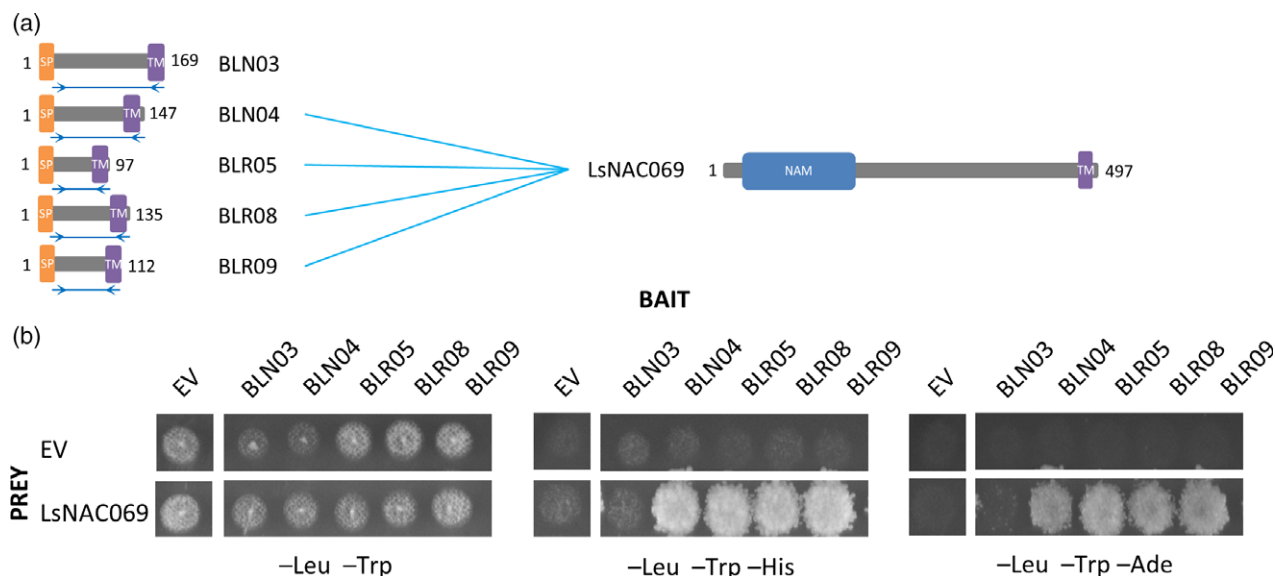 (a)
1 SP TM 169 BLN03
1 SP TM 147 BLN04
1 SP TM 97 BLR05
1 SP TM 135 BLR08
1 SP TM 112 BLR09
LsNAC069 1 NAM TM 497
BAIT
(b)
EV BLN03 BLN04 BLR05 BLR08 BLR09
EV BLN03 BLN04 BLR05 BLR08 BLR09
EV BLN03 BLN04 BLR05 BLR08 BLR09
PREY
EV
LsNAC069
–Leu –Trp
–Leu –Trp –His
–Leu –Trp –Ade